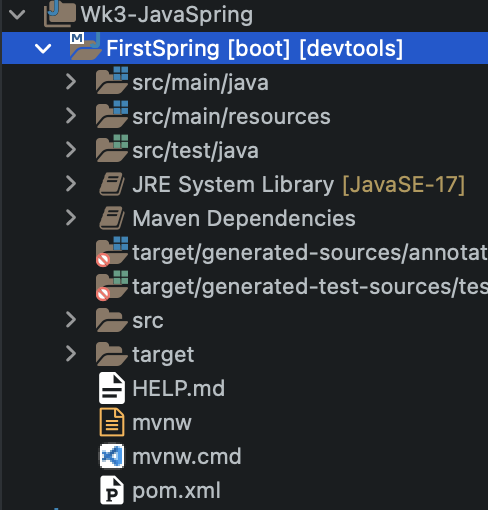 Wk3-JavaSpring
FirstSpring [boot] [devtools]
src/main/java
src/main/resources
src/test/java
JRE System Library [JavaSE-17]
Maven Dependencies
target/generated-sources/annotat
target/generated-test-sources/tes
src
target
HELP.md
mvnw
mvnw.cmd
pom.xml